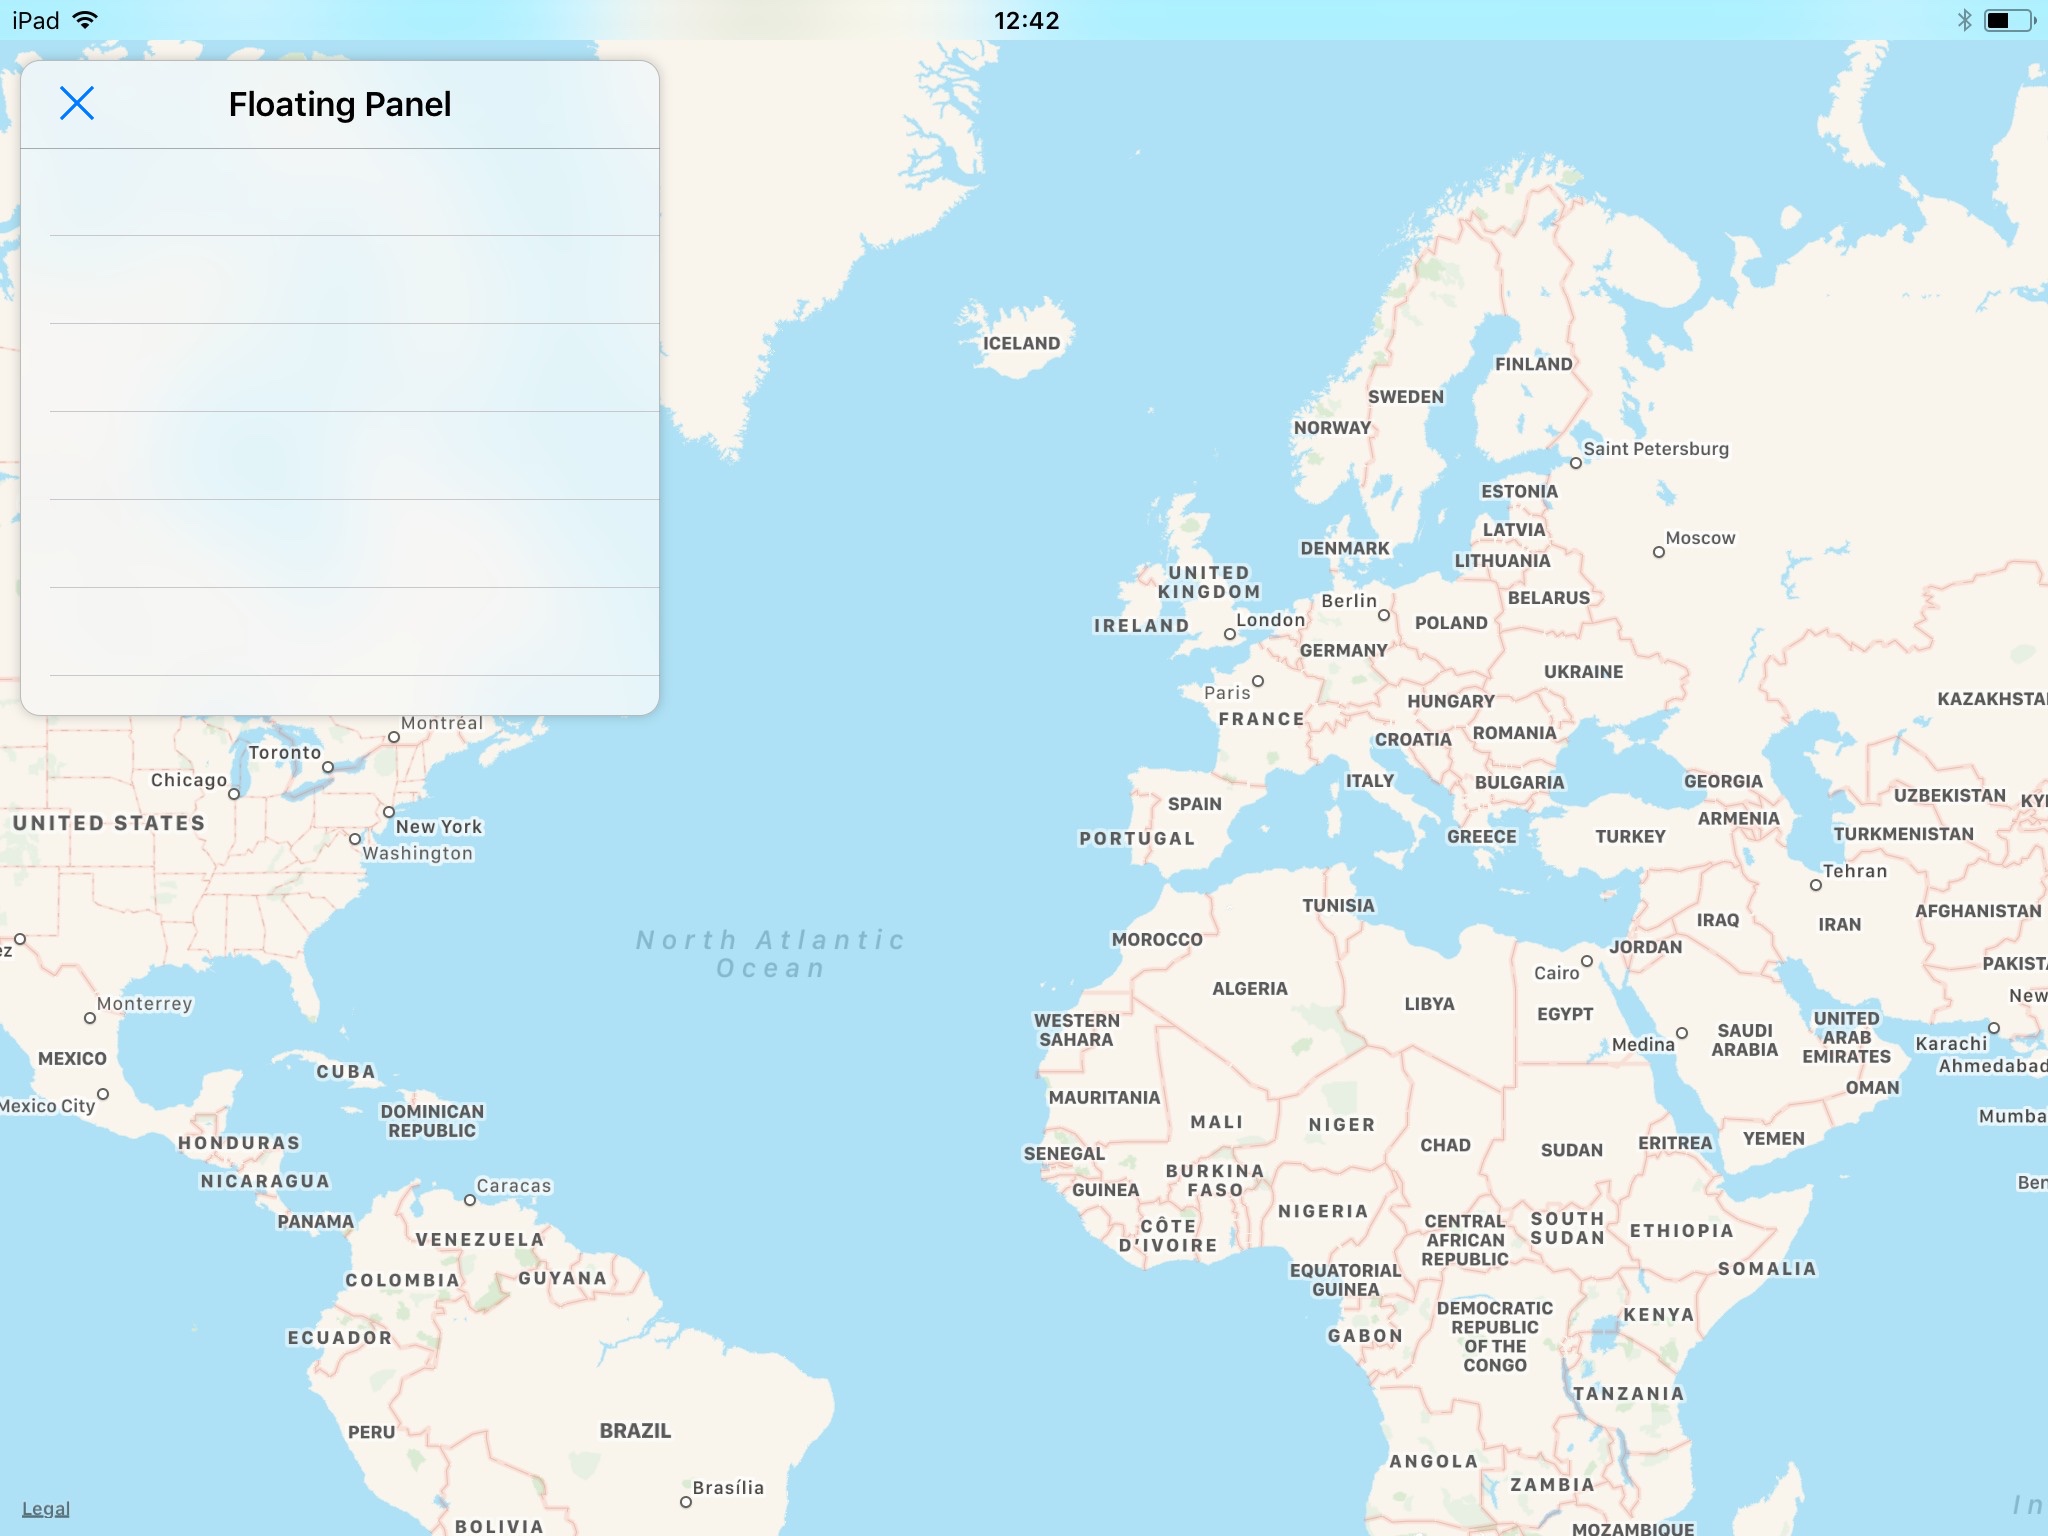 iPad
12:42
Floating Panel
ICELAND
FINLAND
SWEDEN
NORWAY
Saint Petersburg
ESTONIA
LATVIA
Moscow
DENMARK
LITHUANIA
UNITED
KINGDOM
BELARUS
Berlin
London
POLAND
IRELAND
GERMANY
UKRAINE
Paris
HUNGARY
KAZAKHSTA
FRANCE
Montréal
ROMANIA
CROATIA
Toronto
Chicago
ITALY
BULGARIA
GEORGIA
UZBEKISTAN
KY
SPAIN
UNITED STATES
New York
ARMENIA
PORTUGAL
GREECE
TURKEY
TURKMENISTAN
Washington
Tehran
TUNISIA
AFGHANISTAN
IRAQ
IRAN
MOROCCO
North Atlantic
Ocean
JORDAN
ez
PAKIST
Cairo
ALGERIA
New
Monterrey
LIBYA
EGYPT
WESTERN
SAHARA
UNITED
ARAB
EMIRATES
SAUDI
ARABIA
Medina
Karachi
MEXICO
Ahmedabad
CUBA
OMAN
MAURITANIA
Mexico City
DOMINICAN
REPUBLIC
Mumba
MALI
NIGER
HONDURAS
YEMEN
ERITREA
CHAD
SUDAN
SENEGAL
BURKINA
FASO
NICARAGUA
Caracas
Ben
GUINEA
NIGERIA
PANAMA
CENTRAL
AFRICAN
REPUBLIC
SOUTH
SUDAN
ETHIOPIA
CÔTE
D'IVOIRE
VENEZUELA
SOMALIA
COLOMBIA
GUYANA
EQUATORIAL
GUINEA
DEMOCRATIC
REPUBLIC
OF THE
CONGO
KENYA
ECUADOR
GABON
TANZANIA
PERU
BRAZIL
ANGOLA
ZAMBIA
Brasília
In
Legal
BOLIVIA
MOZAMBIQUE